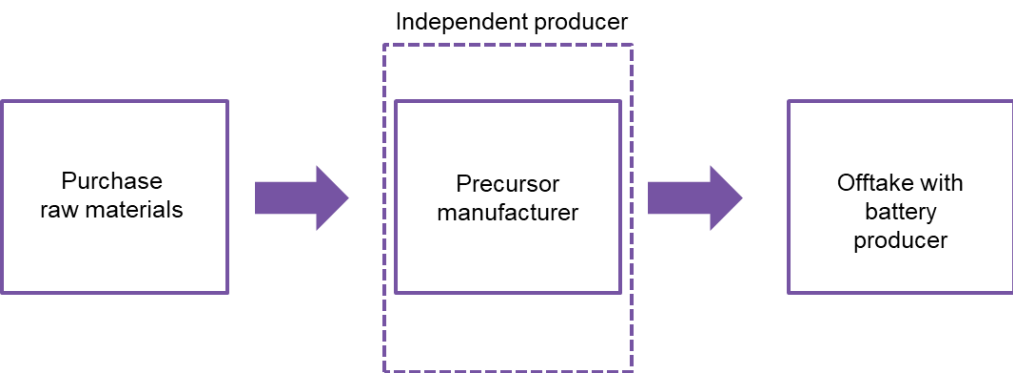 Independent producer
Purchase
raw materials
Precursor
manufacturer
Offtake with
battery
producer